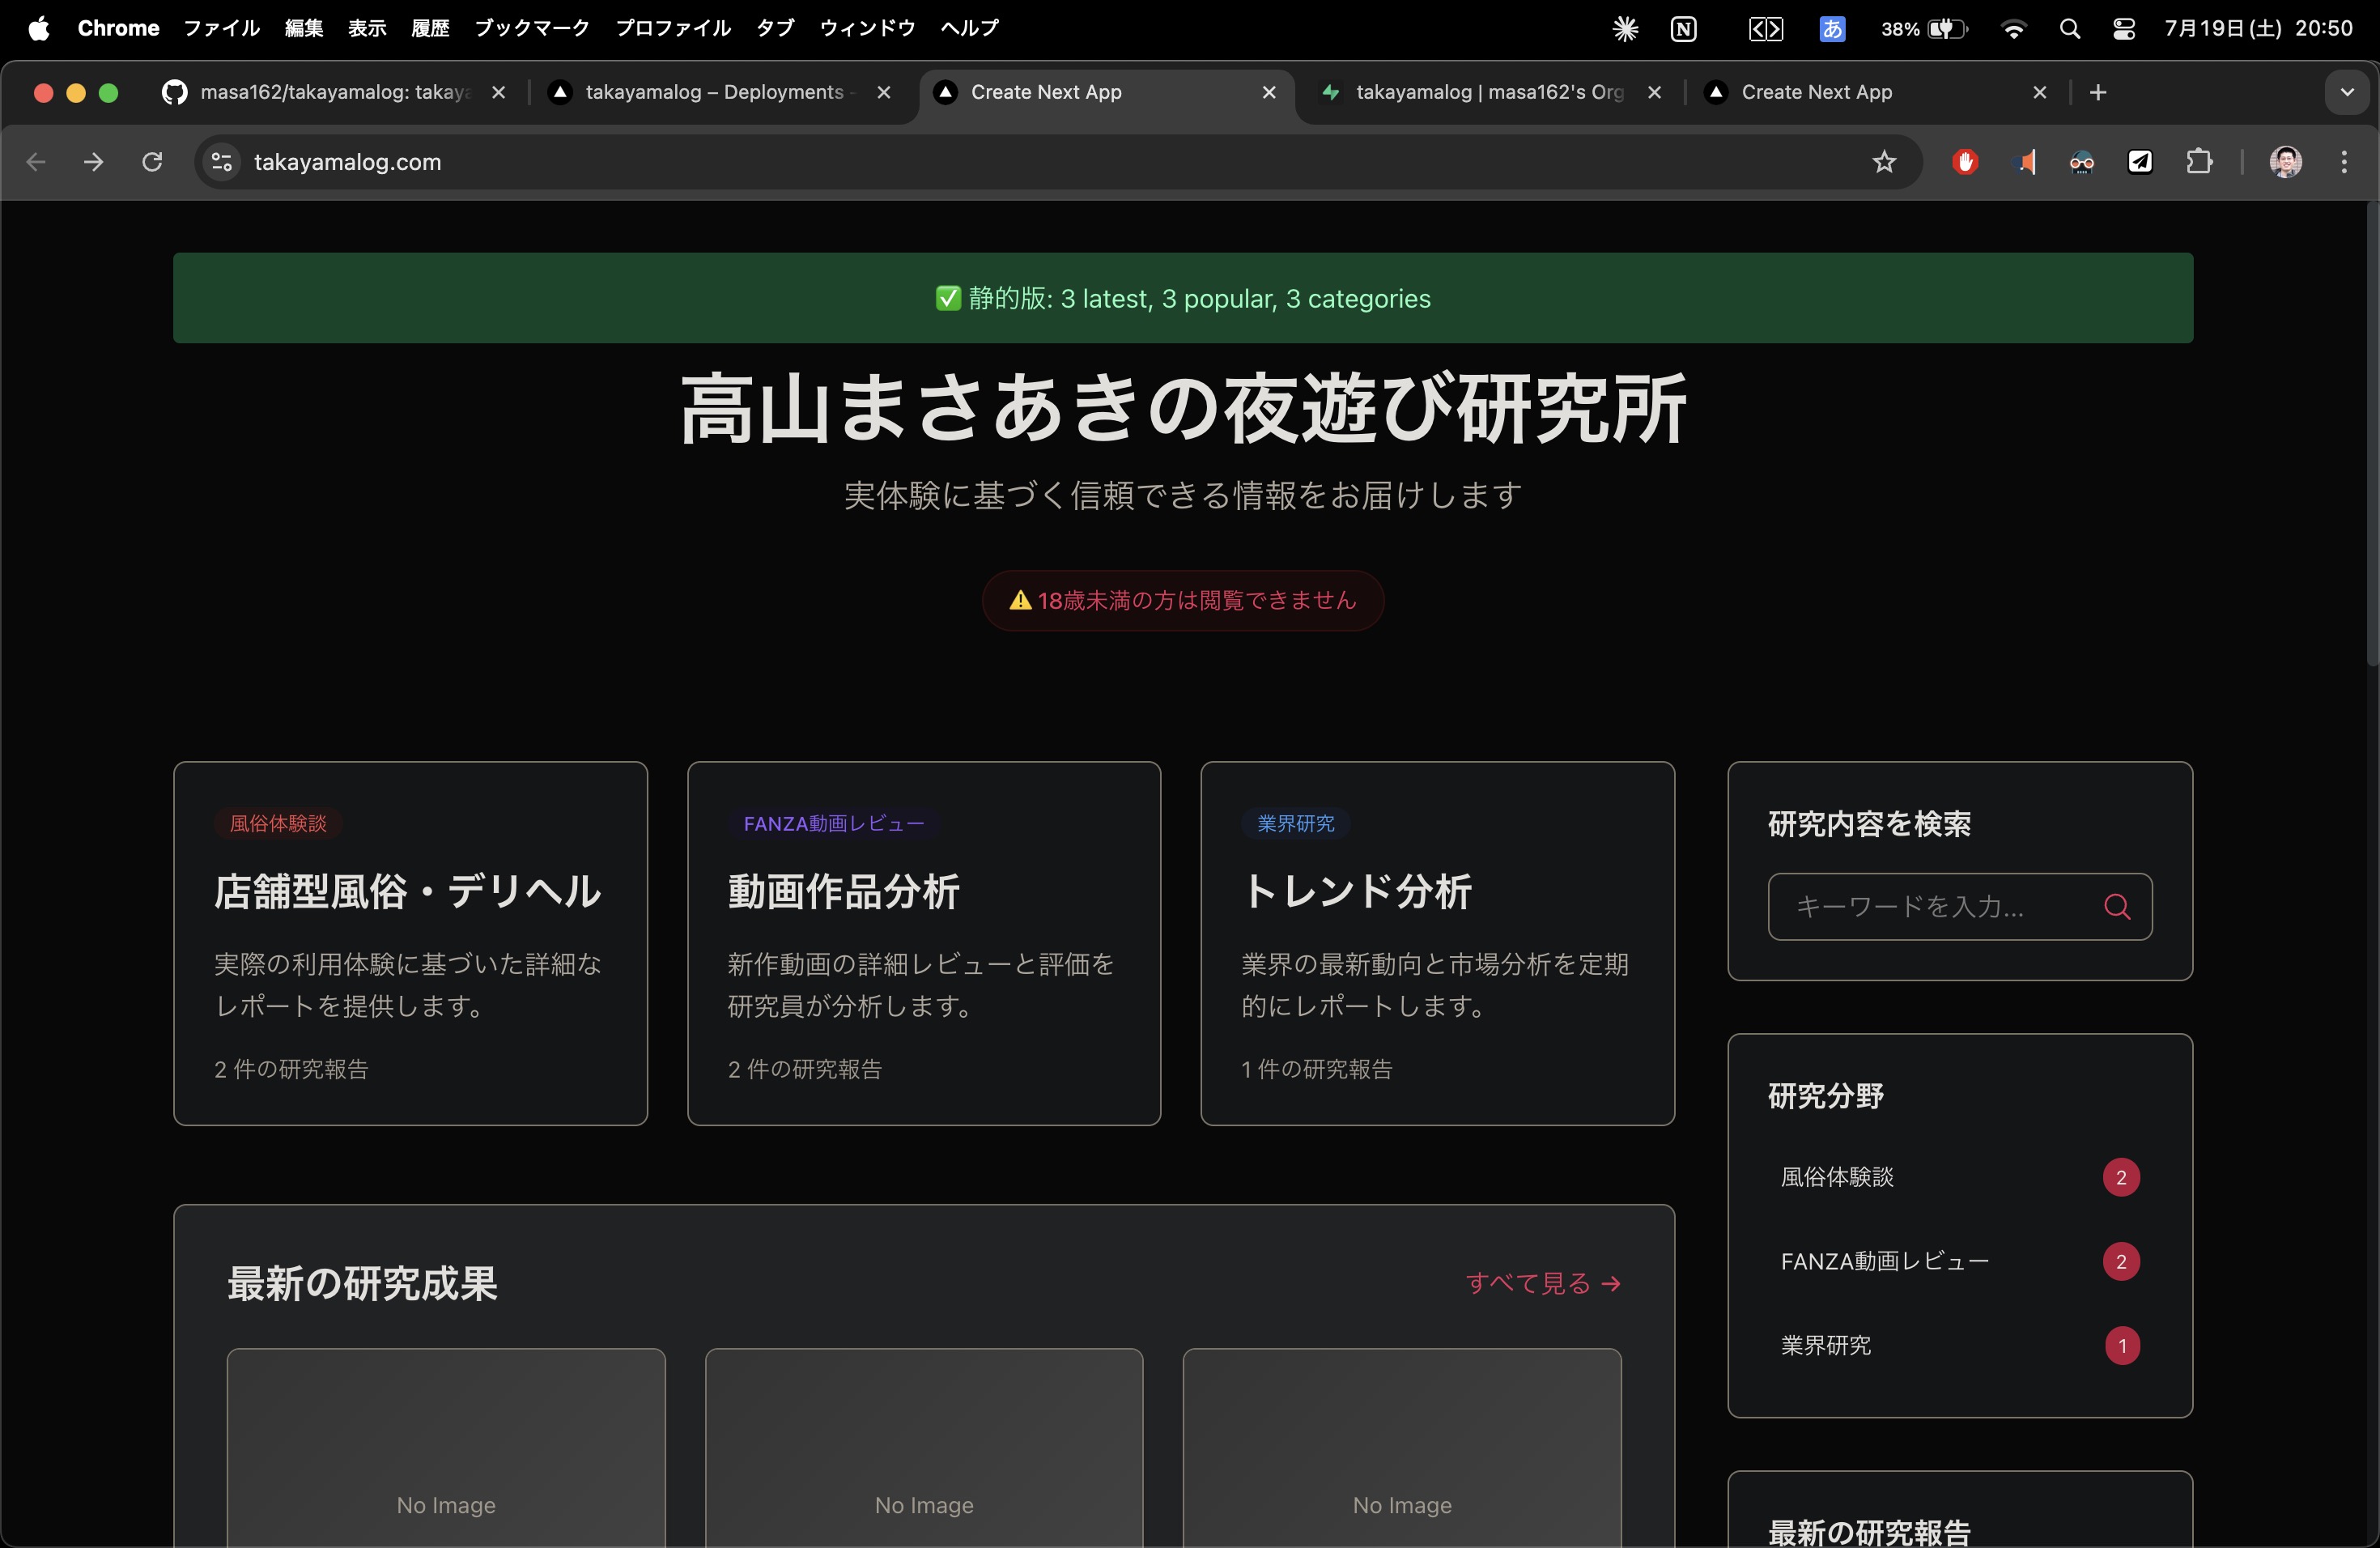 Chrome ファイル 編集 表示 履歴 ブックマーク プロファイル タブ ウィンドウ ヘルプ N あ 38% 7月19日(土) 20:50
masa162/takayamalog: takaya takayamalog – Deployments - Create Next App takayamalog | masa162's Org Create Next App
takayamalog.com
✅ 静的版: 3 latest, 3 popular, 3 categories
高山まさあきの夜遊び研究所
実体験に基づく信頼できる情報をお届けします
⚠️ 18歳未満の方は閲覧できません
風俗体験談
店舗型風俗・デリヘル
実際の利用体験に基づいた詳細な
レポートを提供します。
2 件の研究報告
FANZA動画レビュー
動画作品分析
新作動画の詳細レビューと評価を
研究員が分析します。
2 件の研究報告
業界研究
トレンド分析
業界の最新動向と市場分析を定期
的にレポートします。
1 件の研究報告
研究内容を検索
キーワードを入力...
研究分野
風俗体験談 2
FANZA動画レビュー 2
業界研究 1
最新の研究成果
すべて見る →
No Image
No Image
No Image
最新の研究報告